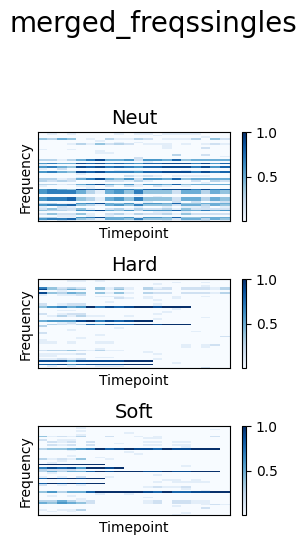 merged_freqssingles
Neut
Frequency
1.0
0.5
Timepoint
Hard
Frequency
1.0
0.5
Timepoint
Soft
Frequency
1.0
0.5
Timepoint